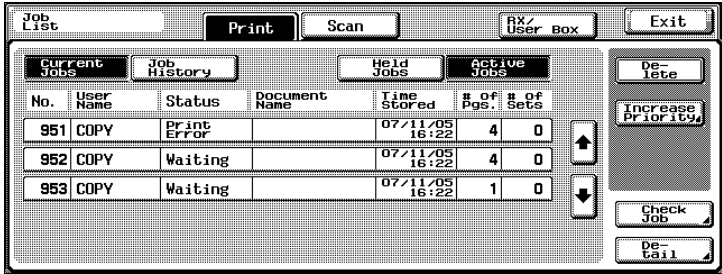 Job List Print Scan RX/ User Box Exit
Current Jobs Job History Held Jobs Active Jobs De- lete
No. User Name Status Document Name Time Stored # of Pgs. # of Sets Increase Priority
951 COPY Print Error 07/11/05 16:22 4 0
952 COPY Waiting 07/11/05 16:22 4 0
953 COPY Waiting 07/11/05 16:22 1 0
Check Job
De- tail